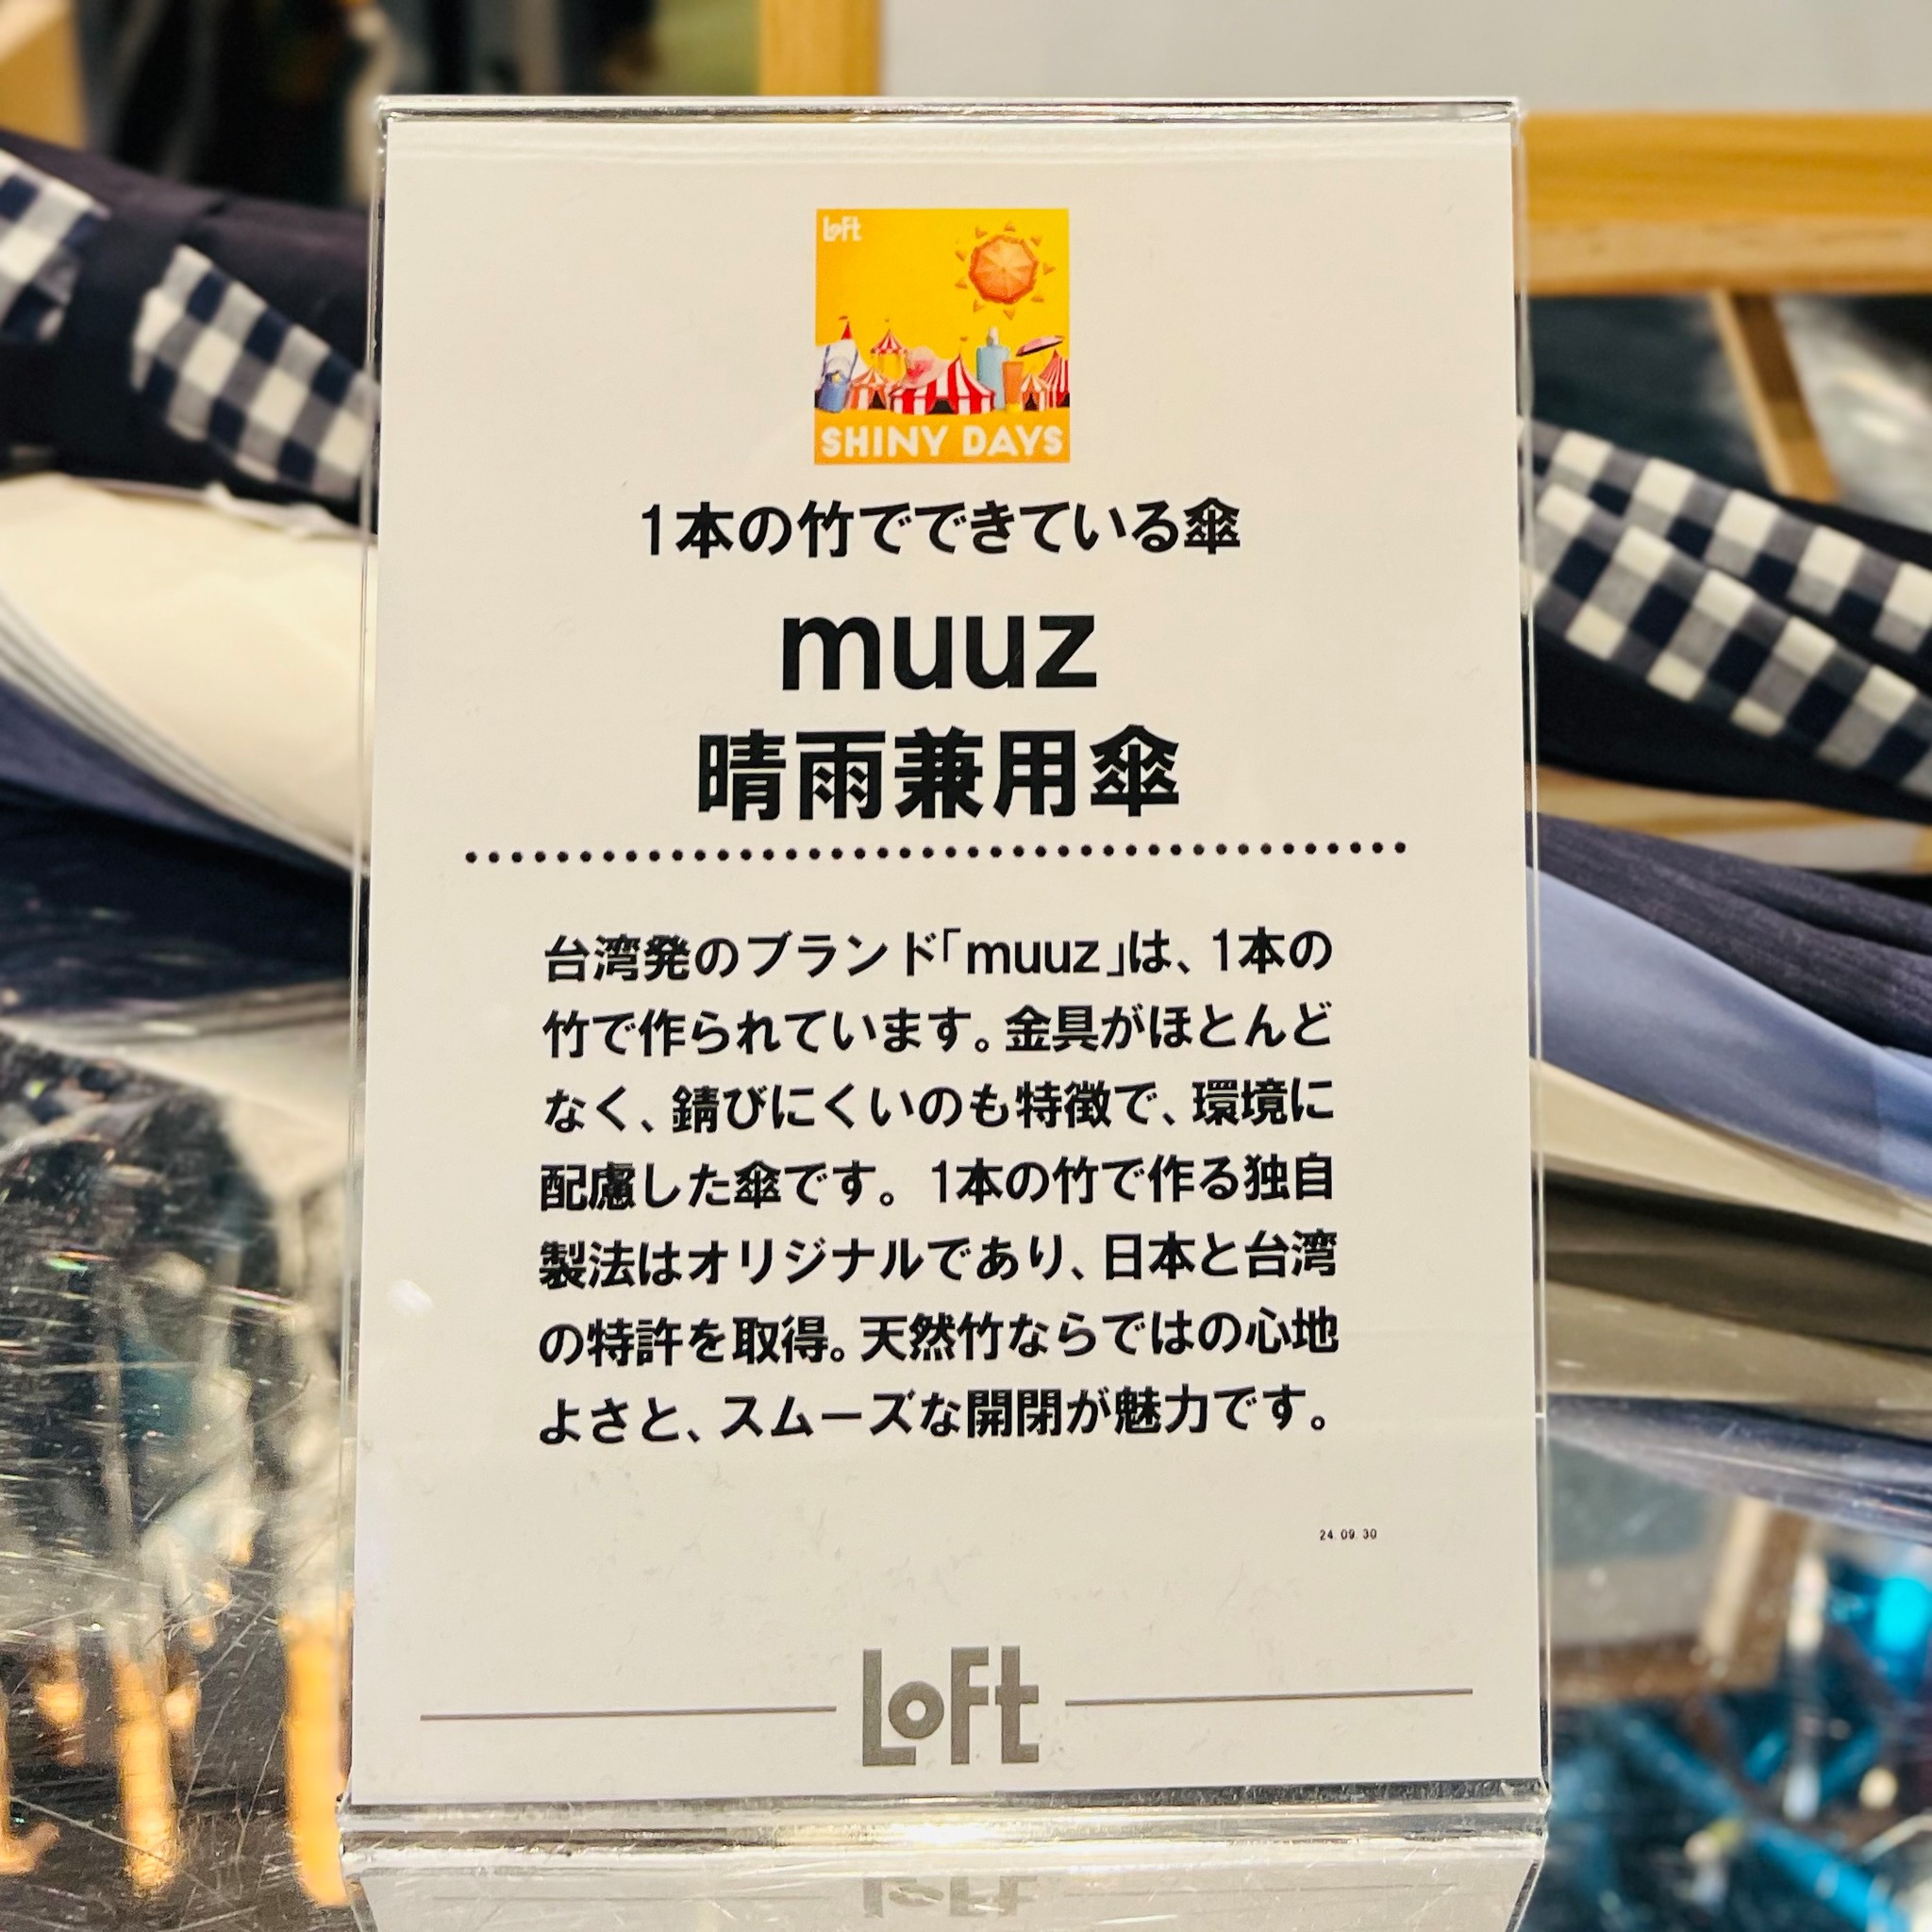 Loft
SHINY DAYS
1本の竹でできている傘
muuz
晴雨兼用傘
台湾発のブランド「muuz」は、1本の
竹で作られています。金具がほとんど
なく、錆びにくいのも特徴で、環境に
配慮した傘です。1本の竹で作る独自
製法はオリジナルであり、日本と台湾
の特許を取得。天然竹ならではの心地
よさと、スムーズな開閉が魅力です。
24.09.30
LoFt